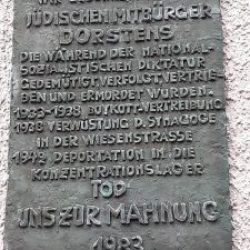 JÜDISCHEN MITBÜRGER
DORSTENS
DIE WÄHREND DER NATIONAL-
SOZIALISTISCHEN DIKTATUR
GEDEMÜTIGT VERFOLGT, VERTRIE-
BEN UND ERMORDET WURDEN.
1933-1938 BOYKOTT-VERTREIBUNG
1938 VERWÜSTUNG D. SYNAGOGE
IN DER WIESENSTRASSE
1942 DEPORTATION IN DIE
KONZENTRATIONSLAGER
TOD
UNS ZUR MAHNUNG
1983